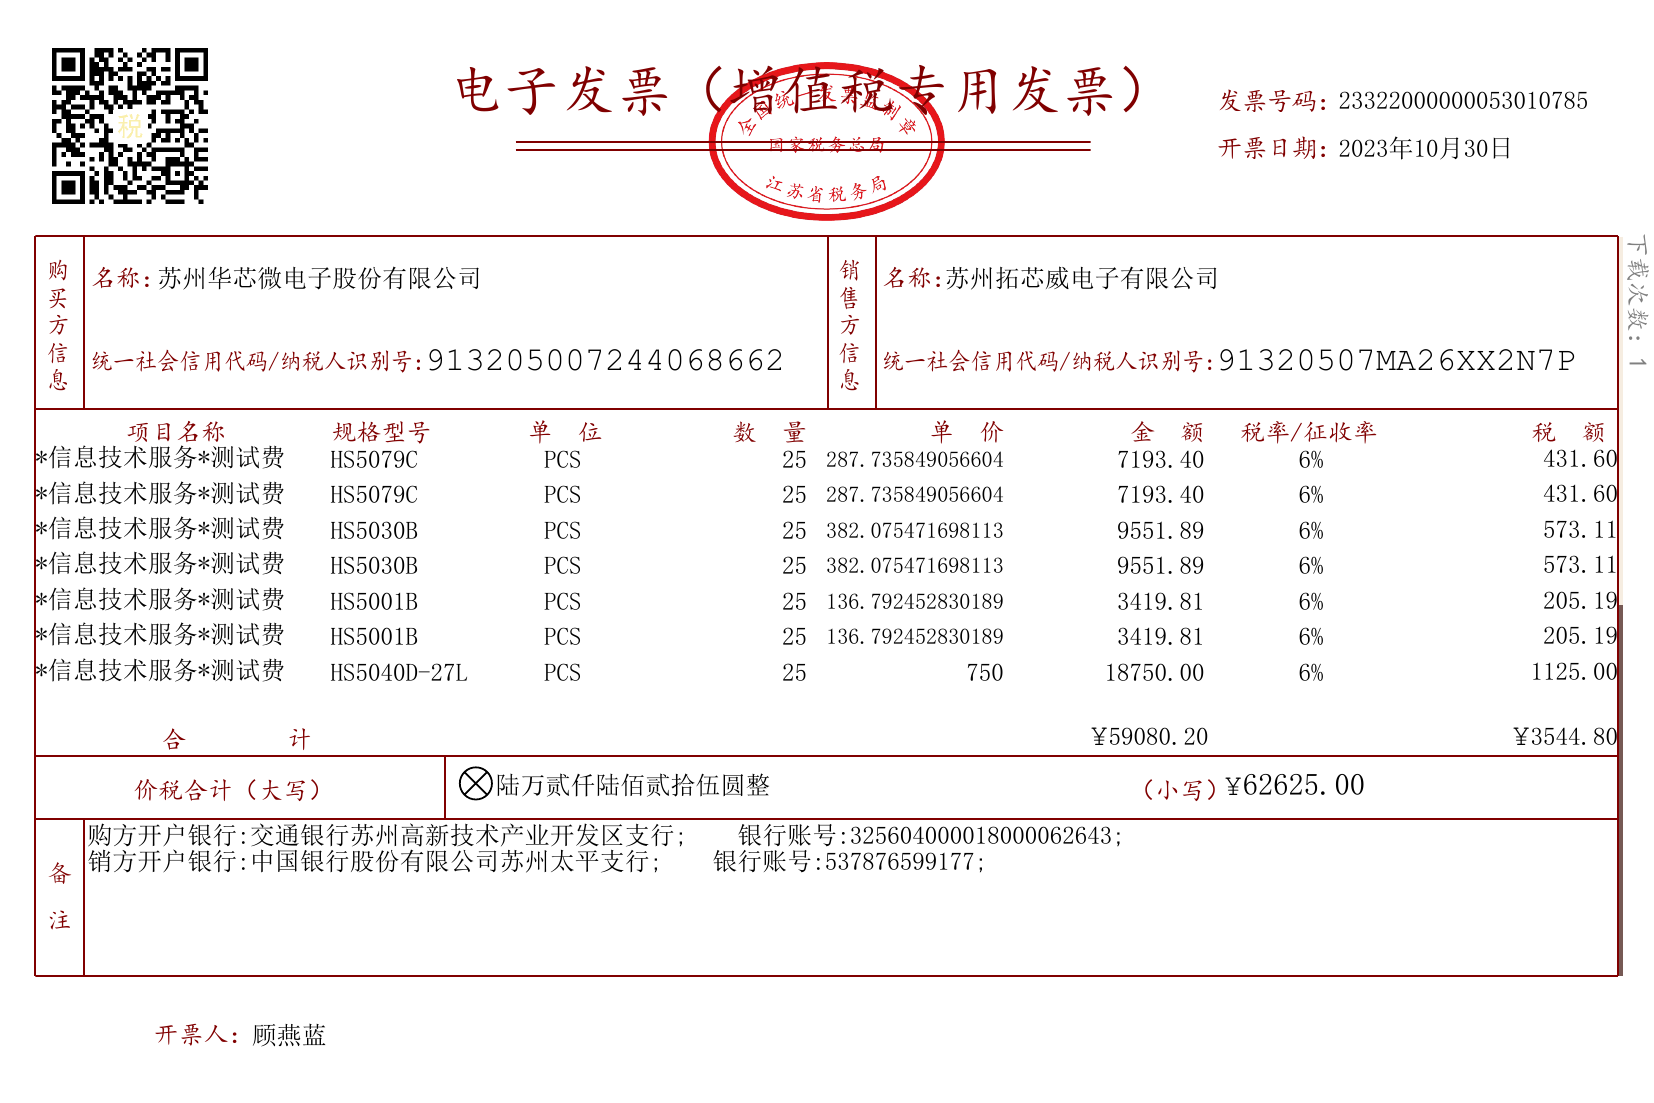 电子发票（增值税专用发票）
全国统一发票监制章
国家税务总局
江苏省税务局
税
发票号码：23322000000053010785
开票日期：2023年10月30日
下载次数：1
购买方信息
名称：苏州华芯微电子股份有限公司
统一社会信用代码/纳税人识别号：913205007244068662
销售方信息
名称：苏州拓芯威电子有限公司
统一社会信用代码/纳税人识别号：91320507MA26XX2N7P
项目名称 规格型号 单 位 数 量 单 价 金 额 税率/征收率 税 额
*信息技术服务*测试费 HS5079C PCS 25 287.735849056604 7193.40 6% 431.60
*信息技术服务*测试费 HS5079C PCS 25 287.735849056604 7193.40 6% 431.60
*信息技术服务*测试费 HS5030B PCS 25 382.075471698113 9551.89 6% 573.11
*信息技术服务*测试费 HS5030B PCS 25 382.075471698113 9551.89 6% 573.11
*信息技术服务*测试费 HS5001B PCS 25 136.792452830189 3419.81 6% 205.19
*信息技术服务*测试费 HS5001B PCS 25 136.792452830189 3419.81 6% 205.19
*信息技术服务*测试费 HS5040D-27L PCS 25 750 18750.00 6% 1125.00
合 计 ¥59080.20 ¥3544.80
价税合计（大写） ⊗陆万贰仟陆佰贰拾伍圆整 （小写）¥62625.00
备注
购方开户银行:交通银行苏州高新技术产业开发区支行; 银行账号:325604000018000062643;
销方开户银行:中国银行股份有限公司苏州太平支行; 银行账号:537876599177;
开票人：顾燕蓝